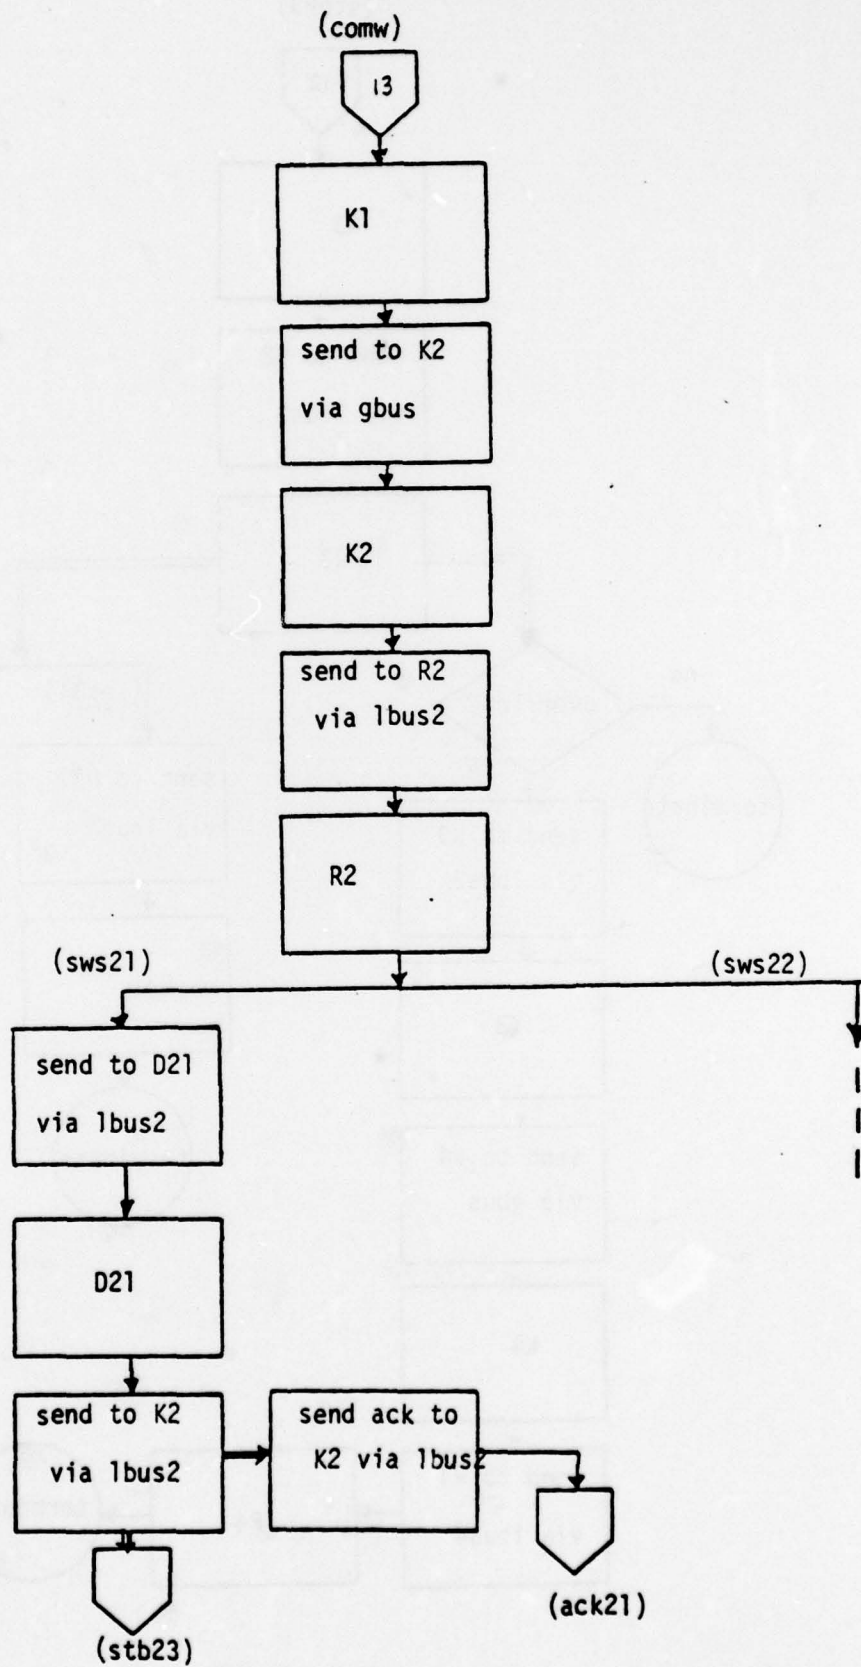 (comw)
13
K1
send to K2
via gbus
K2
send to R2
via lbus2
R2
(sws21)
(sws22)
send to D21
via lbus2
D21
send to K2
via lbus2
send ack to
K2 via lbus2
(ack21)
(stb23)